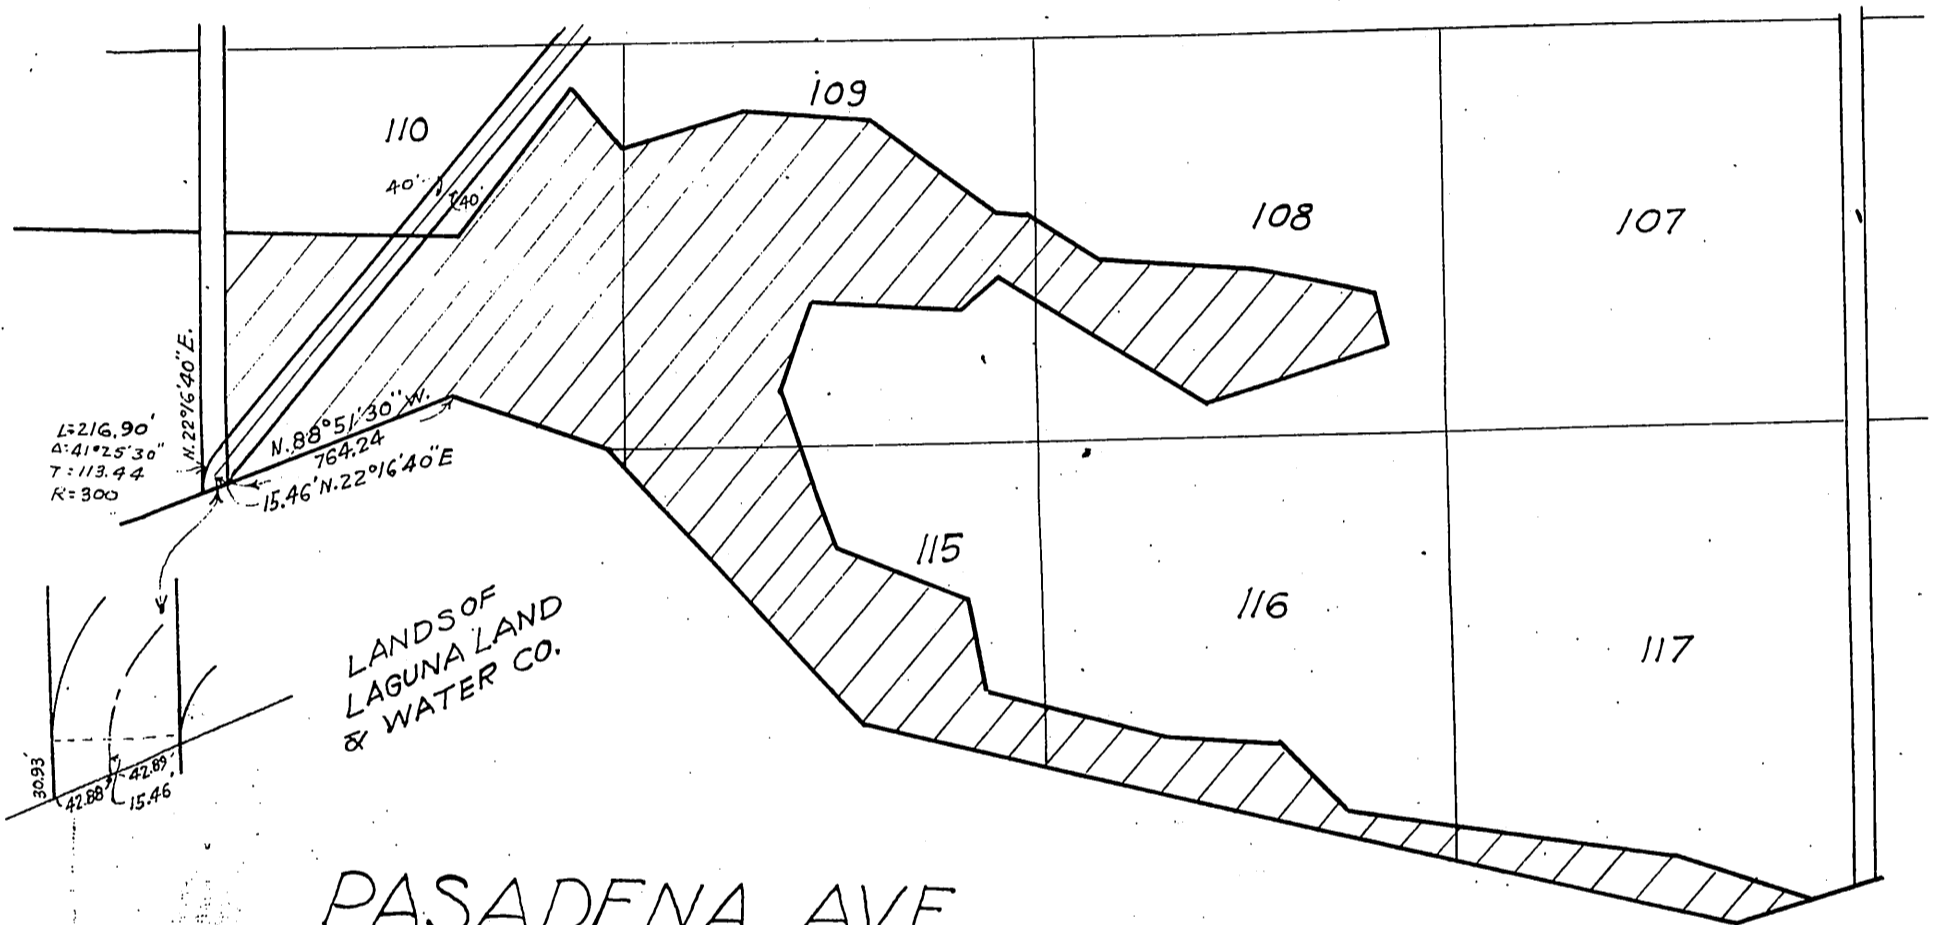 109
110
40'
40'
108
107
N.22°16'40"E.
L=216.90'
Δ=41°25'30"
T=113.44
R=300
N.88°51'30"W.
764.24
15.46'N.22°16'40"E
115
116
117
LANDS OF
LAGUNA LAND
& WATER CO.
30.93'
42.88'
42.89'
15.46'
PASADENA AVE